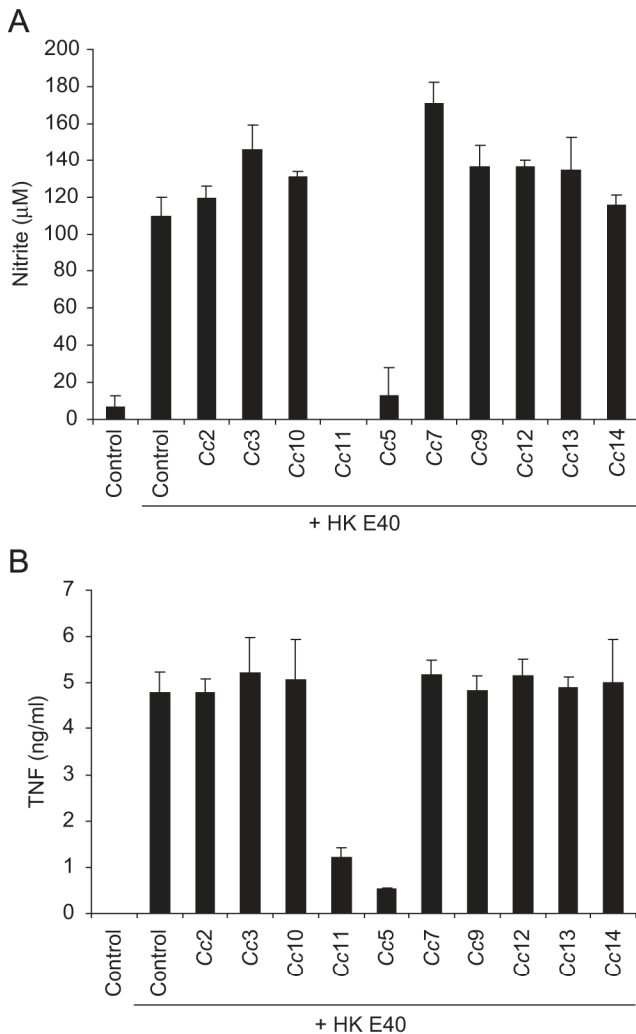 A
200
180
160
140
120
100
80
60
40
20
0
Nitrite (μM)
Control
Control
Cc2
Cc3
Cc10
Cc11
Cc5
Cc7
Cc9
Cc12
Cc13
Cc14
+ HK E40
B
7
6
5
4
3
2
1
0
TNF (ng/ml)
Control
Control
Cc2
Cc3
Cc10
Cc11
Cc5
Cc7
Cc9
Cc12
Cc13
Cc14
+ HK E40